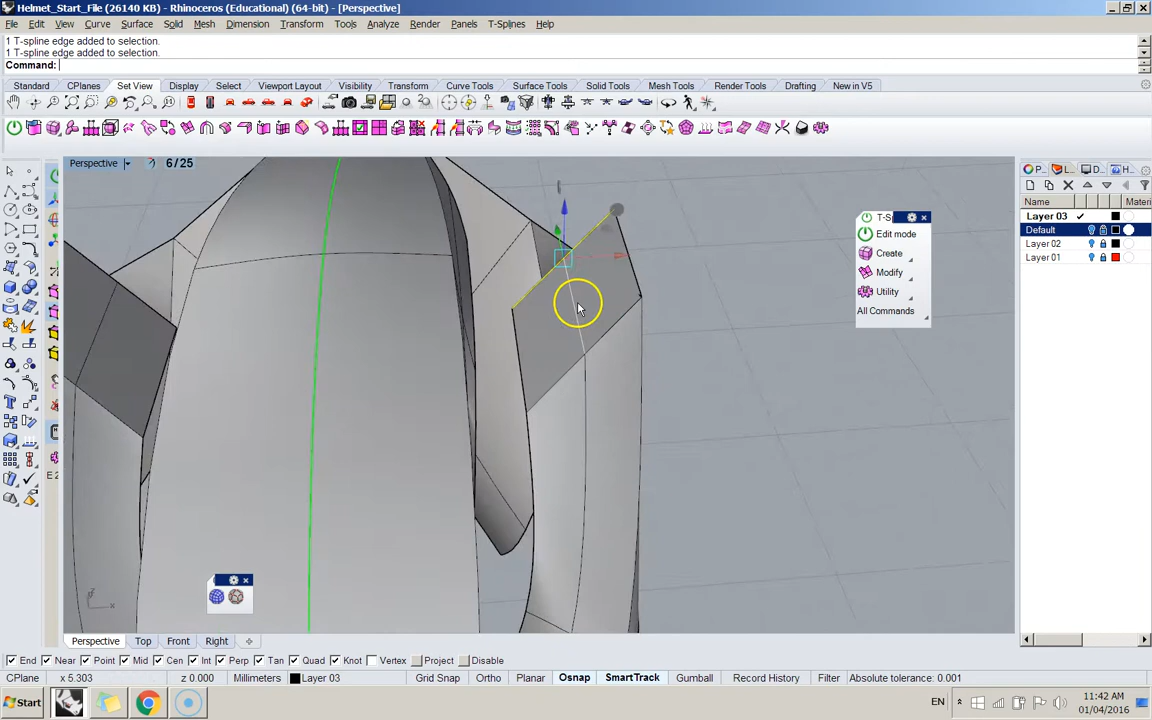 Helmet_Start_File (26140 KB) - Rhinoceros (Educational) (64-bit) - [Perspective]
File Edit View Curve Surface Solid Mesh Dimension Transform Tools Analyze Render Panels T-Splines Help
1 T-spline edge added to selection.
1 T-spline edge added to selection.
Command:
Standard CPlanes Set View Display Select Viewport Layout Visibility Transform Curve Tools Surface Tools Solid Tools Mesh Tools Render Tools Drafting New in V5
Perspective 6/25
Name Materi
Layer 03
Default
Layer 02
Layer 01
Edit mode
Create
Modify
Utility
All Commands
Perspective Top Front Right
End Near Point Mid Cen Int Perp Tan Quad Knot Vertex Project Disable
CPlane x 5.303 z 0.000 Millimeters Layer 03 Grid Snap Ortho Planar Osnap SmartTrack Gumball Record History Filter Absolute tolerance: 0.001
Start EN 11:42 AM
01/04/2016